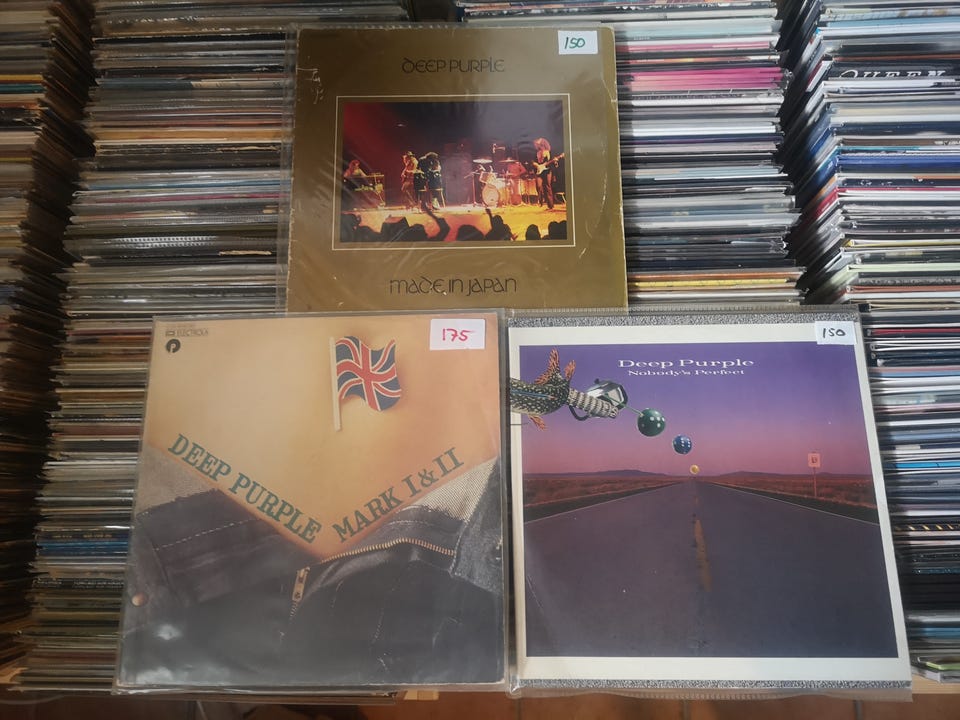 DEEP PURPLE
150
MADE IN JAPAN
ELECTROLA
175
DEEP PURPLE
MARK I & II
150
Deep Purple
Nobody's Perfect
QUEEN